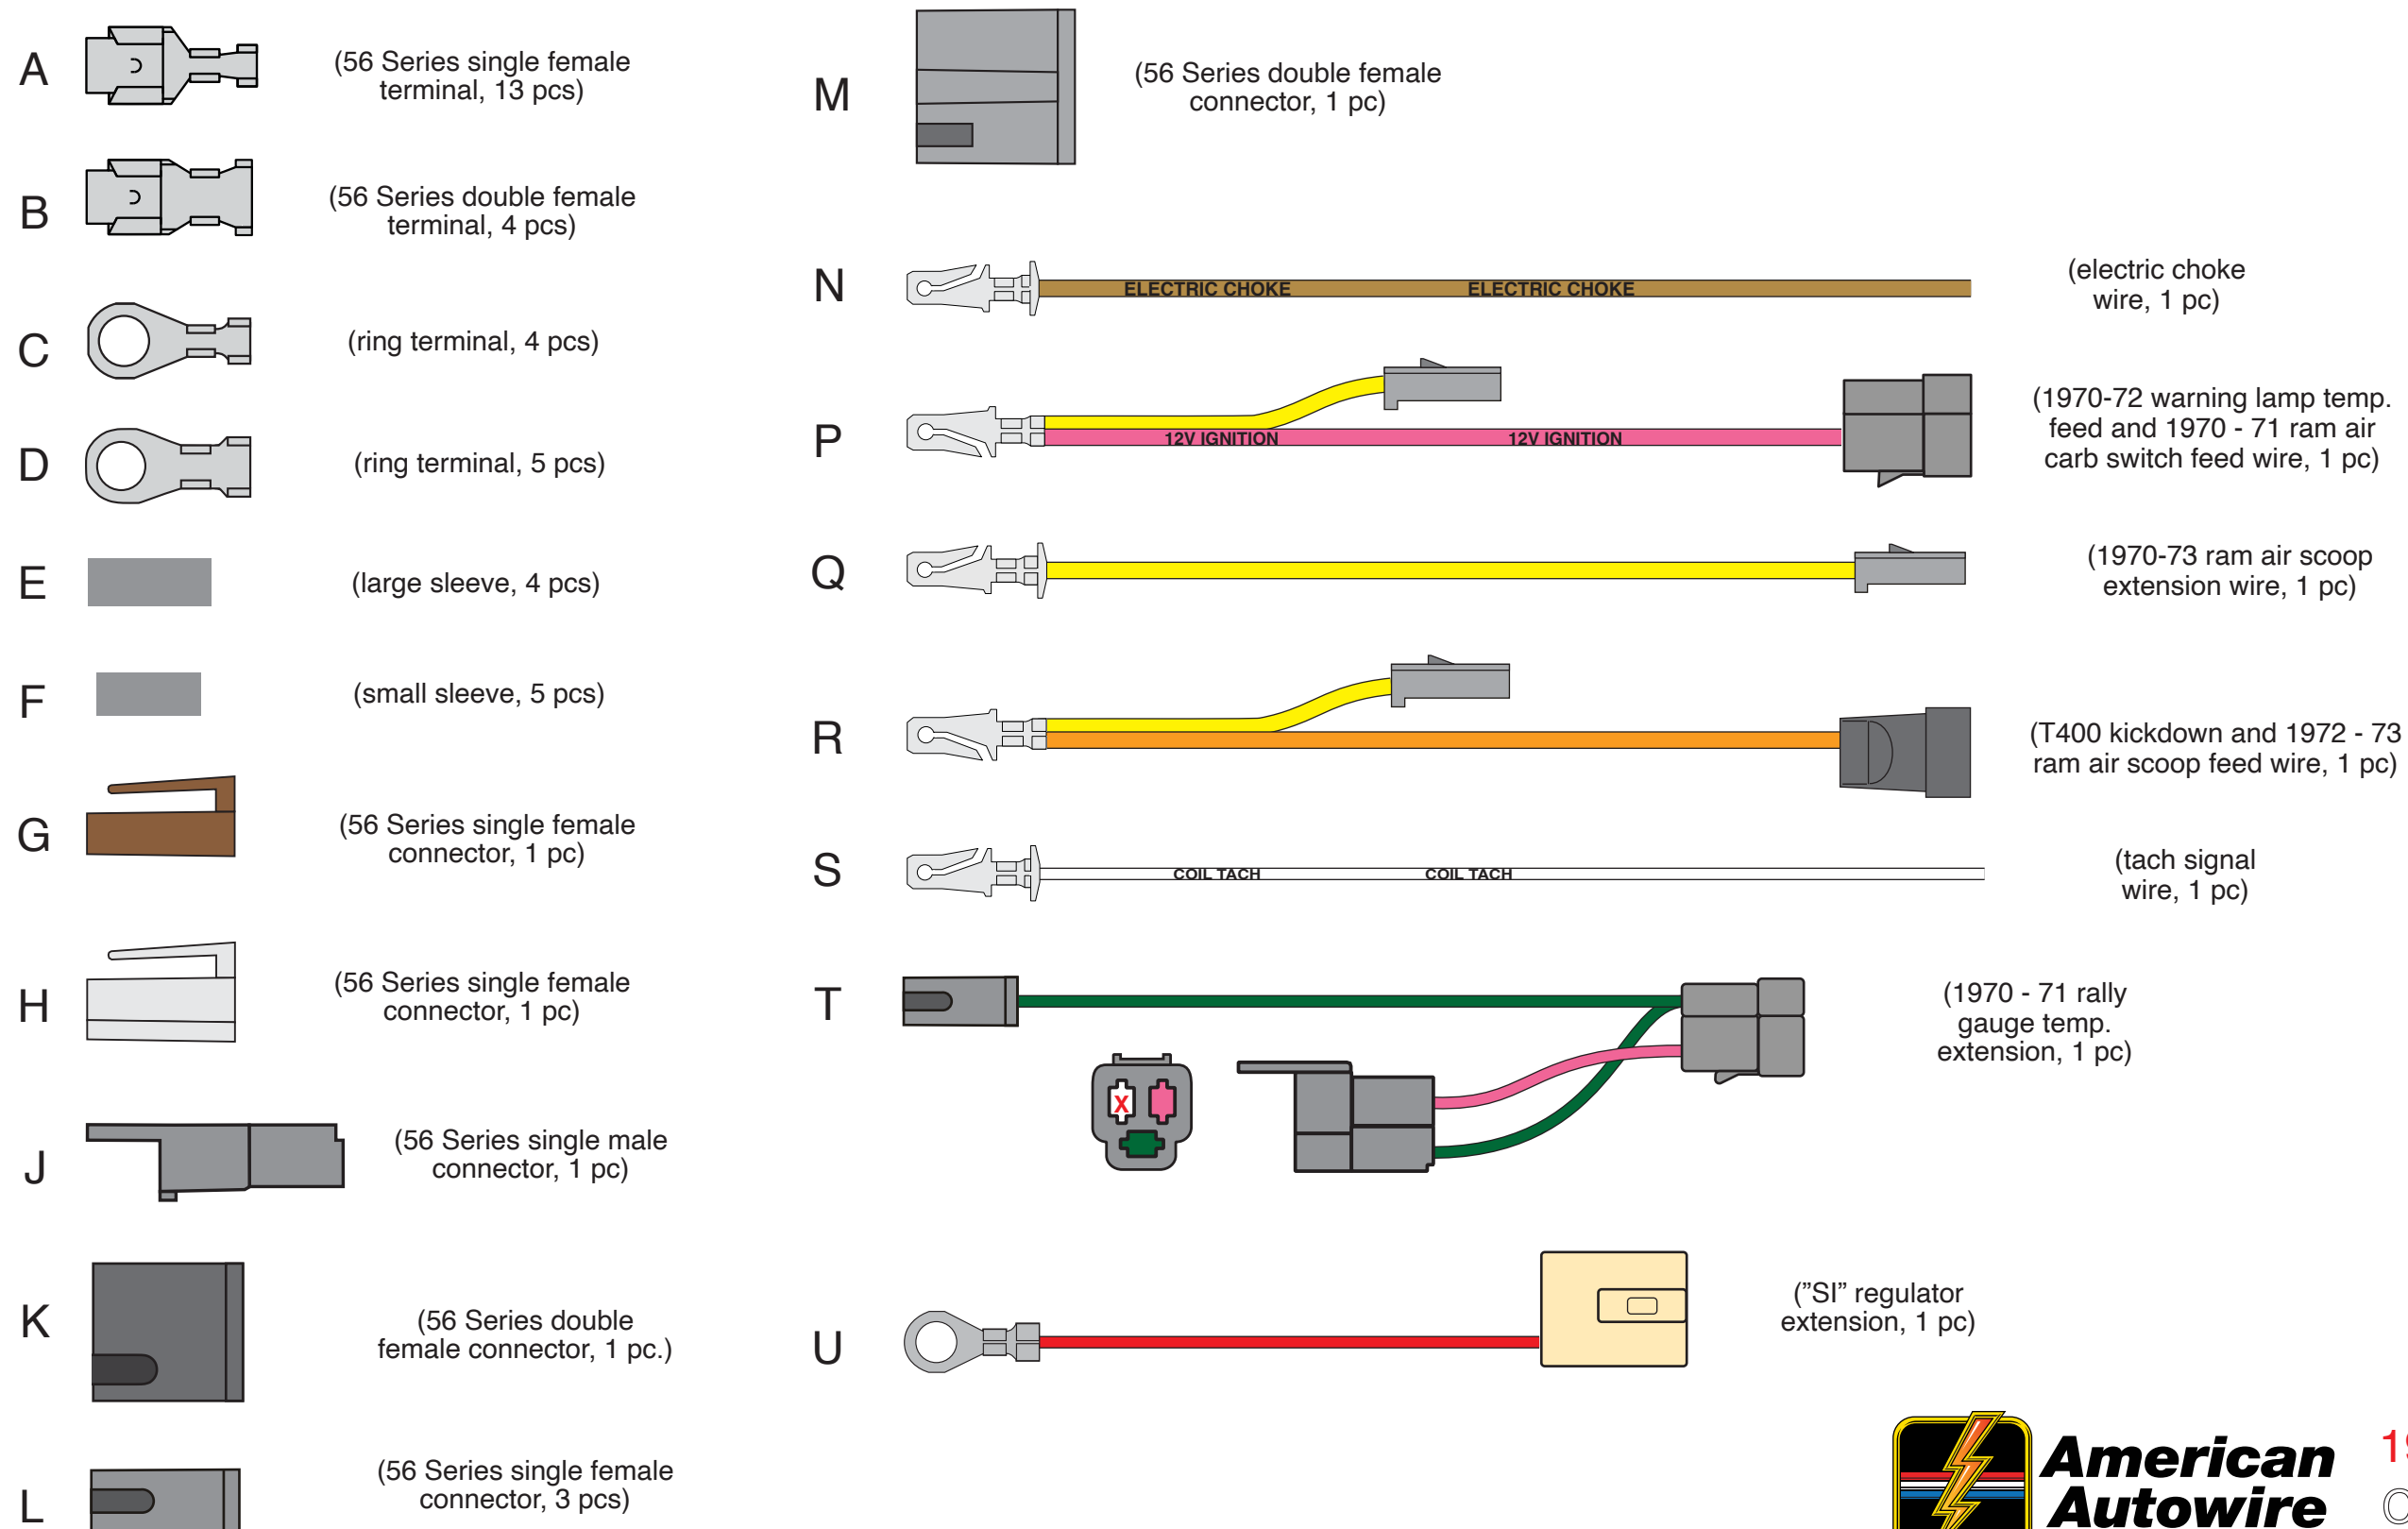 A
(56 Series single female
terminal, 13 pcs)
B
(56 Series double female
terminal, 4 pcs)
C
(ring terminal, 4 pcs)
D
(ring terminal, 5 pcs)
E
(large sleeve, 4 pcs)
F
(small sleeve, 5 pcs)
G
(56 Series single female
connector, 1 pc)
H
(56 Series single female
connector, 1 pc)
J
(56 Series single male
connector, 1 pc)
K
(56 Series double
female connector, 1 pc.)
L
(56 Series single female
connector, 3 pcs)
M
(56 Series double female
connector, 1 pc)
N
ELECTRIC CHOKE ELECTRIC CHOKE
(electric choke
wire, 1 pc)
P
12V IGNITION 12V IGNITION
(1970-72 warning lamp temp.
feed and 1970 - 71 ram air
carb switch feed wire, 1 pc)
Q
(1970-73 ram air scoop
extension wire, 1 pc)
R
(T400 kickdown and 1972 - 73
ram air scoop feed wire, 1 pc)
S
COIL TACH COIL TACH
(tach signal
wire, 1 pc)
T
X
(1970 - 71 rally
gauge temp.
extension, 1 pc)
U
(”SI” regulator
extension, 1 pc)
American
Autowire